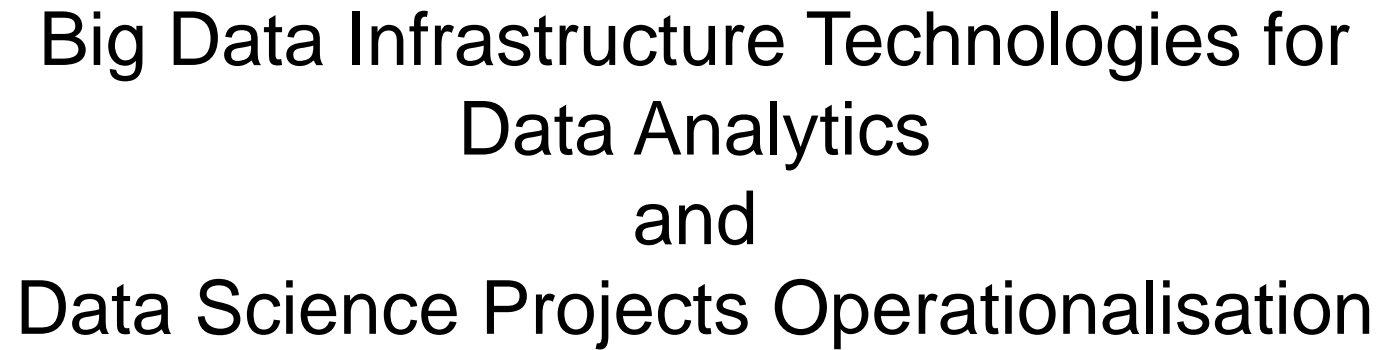 Big Data Infrastructure Technologies for
Data Analytics
and
Data Science Projects Operationalisation